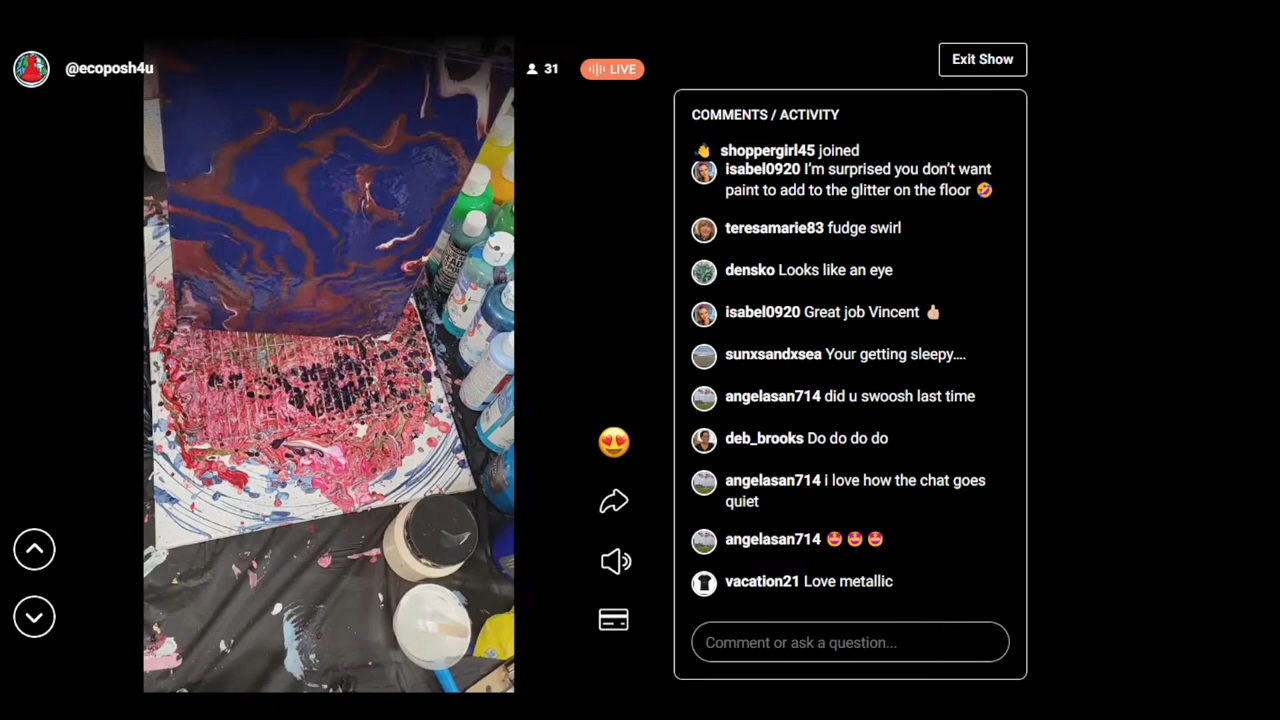 @ecoposh4u
31
LIVE
Exit Show
COMMENTS / ACTIVITY
shoppergirl45 joined
isabel0920 I'm surprised you don't want
paint to add to the glitter on the floor 🤣
teresamarie83 fudge swirl
densko Looks like an eye
isabel0920 Great job Vincent 👍🏼
sunxsandxsea Your getting sleepy....
angelasan714 did u swoosh last time
deb_brooks Do do do do
angelasan714 i love how the chat goes
quiet
angelasan714 🤩 🤩 🤩
vacation21 Love metallic
Comment or ask a question...